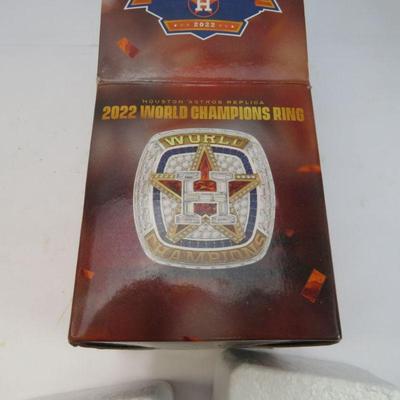 H
2022
HOUSTON ASTROS REPLICA
2022 WORLD CHAMPIONS RING
WORLD
H
CHAMPIONS